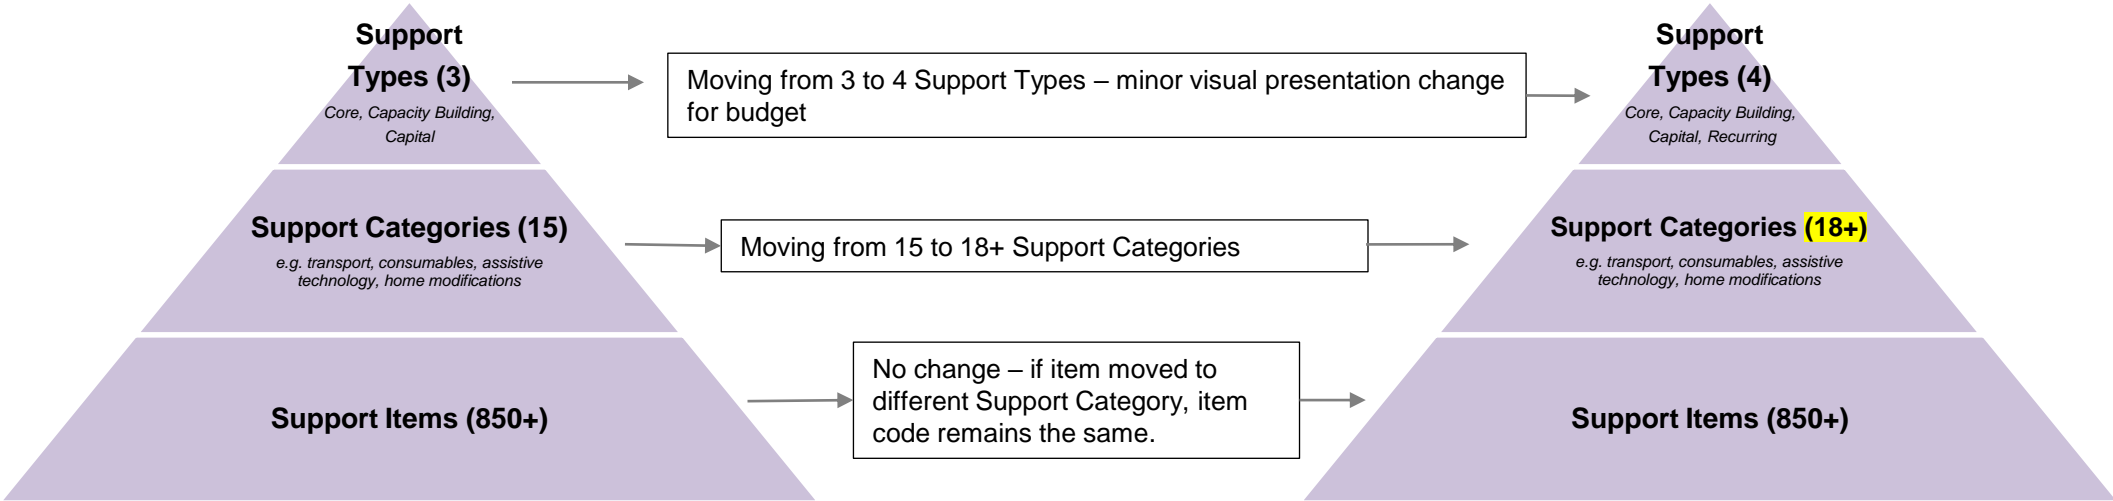 Support
Types (3)
Core, Capacity Building,
Capital
Support Categories (15)
e.g. transport, consumables, assistive
technology, home modifications
Support Items (850+)
Moving from 3 to 4 Support Types – minor visual presentation change
for budget
Moving from 15 to 18+ Support Categories
No change – if item moved to
different Support Category, item
code remains the same.
Support
Types (4)
Core, Capacity Building,
Capital, Recurring
Support Categories (18+)
e.g. transport, consumables, assistive
technology, home modifications
Support Items (850+)